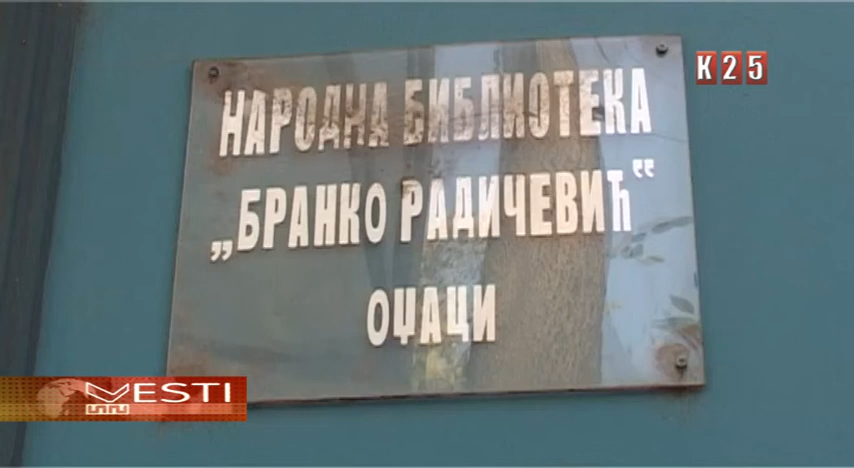 K25
НАРОДНА БИБЛИОТЕКА
„БРАНКО РАДИЧЕВИЋ“
ОЏАЦИ
VESTI